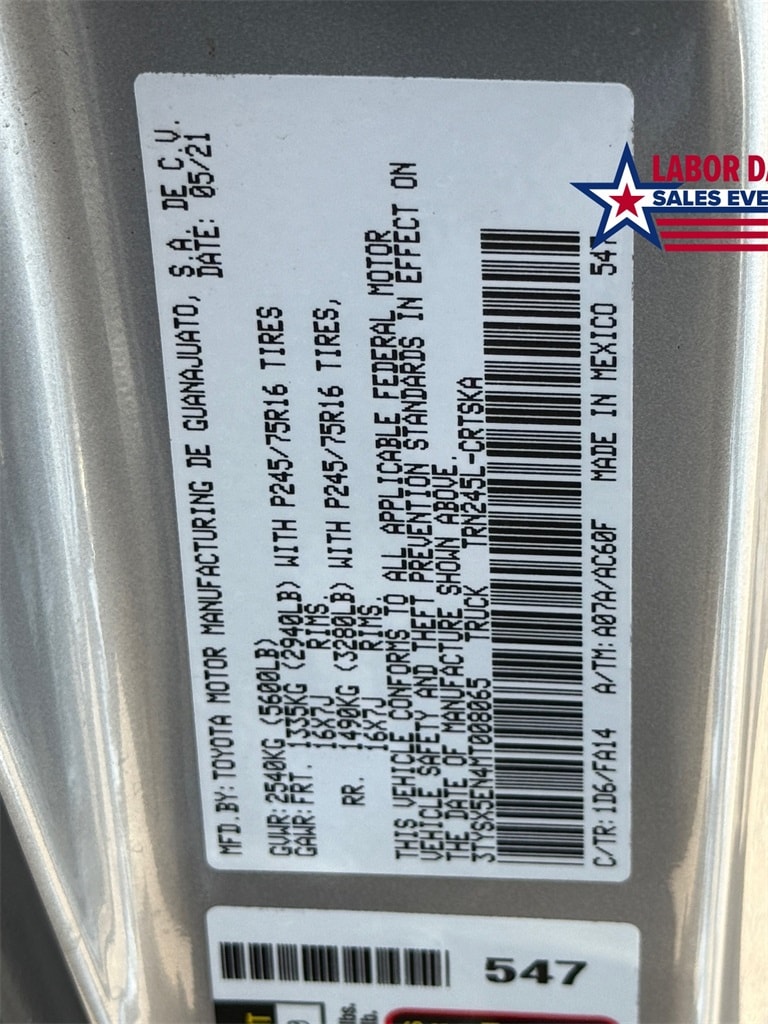 MFD.BY:TOYOTA MOTOR MANUFACTURING DE GUANAJUATO, S.A. DE C.V.
DATE: 05/21
GVWR:2540KG (5600LB)
GAWR:FRT. 1335KG (2940LB) WITH P245/75R16 TIRES
16X7J RIMS.
RR. 1490KG (3280LB) WITH P245/75R16 TIRES,
16X7J RIMS.
THIS VEHICLE CONFORMS TO ALL APPLICABLE FEDERAL MOTOR
VEHICLE SAFETY AND THEFT PREVENTION STANDARDS IN EFFECT ON
THE DATE OF MANUFACTURE SHOWN ABOVE.
3TYSX5EN4MT008065 TRUCK TRN245L-CRTSKA
C/TR:1D6/FA14 A/TM:A07A/AC60F MADE IN MEXICO 547
547
lbs.
LABOR DA
SALES EVE